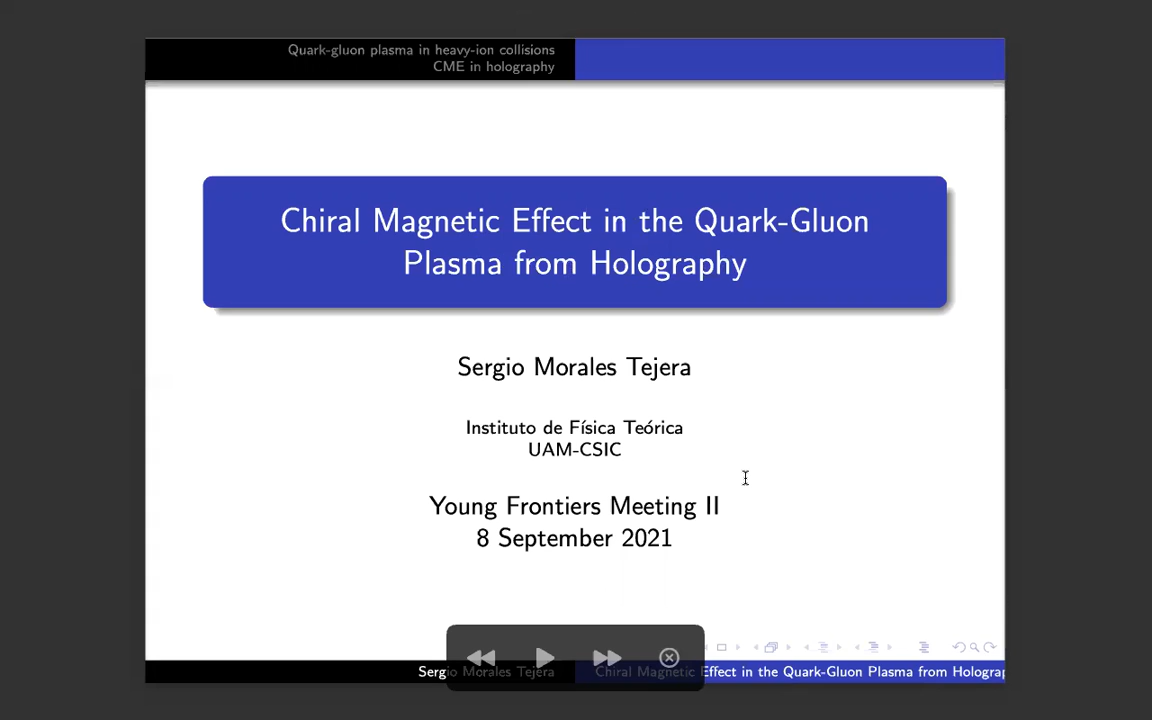 Quark-gluon plasma in heavy-ion collisions
CME in holography
Chiral Magnetic Effect in the Quark-Gluon
Plasma from Holography
Sergio Morales Tejera
Instituto de Física Teórica
UAM-CSIC
Young Frontiers Meeting II
8 September 2021
Sergio Morales Tejera
Chiral Magnetic Effect in the Quark-Gluon Plasma from Holograp